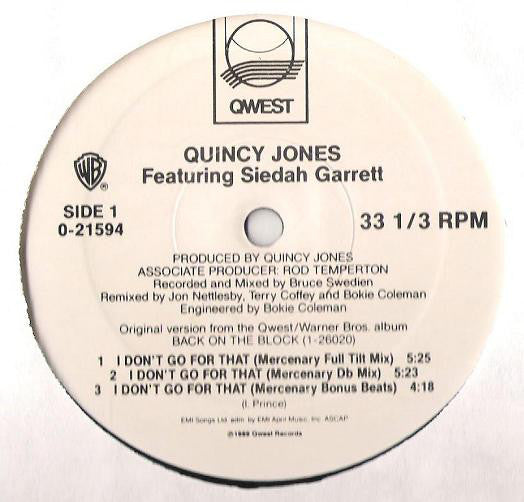 QWEST
QUINCY JONES
Featuring Siedah Garrett
WB
SIDE 1
0-21594
33 1/3 RPM
PRODUCED BY QUINCY JONES
ASSOCIATE PRODUCER: ROD TEMPERTON
Recorded and Mixed by Bruce Swedien
Remixed by Jon Nettlesby, Terry Coffey and Bokie Coleman
Engineered by Bokie Coleman
Original version from the Qwest/Warner Bros. album
BACK ON THE BLOCK (1-26020)
1 I DON'T GO FOR THAT (Mercenary Full Tilt Mix) 5:25
2 I DON'T GO FOR THAT (Mercenary Db Mix) 5:23
3 I DON'T GO FOR THAT (Mercenary Bonus Beats) 4:18
(I. Prince)
EMI Songs Ltd. adm. by EMI April Music, Inc. ASCAP
℗1989 Qwest Records